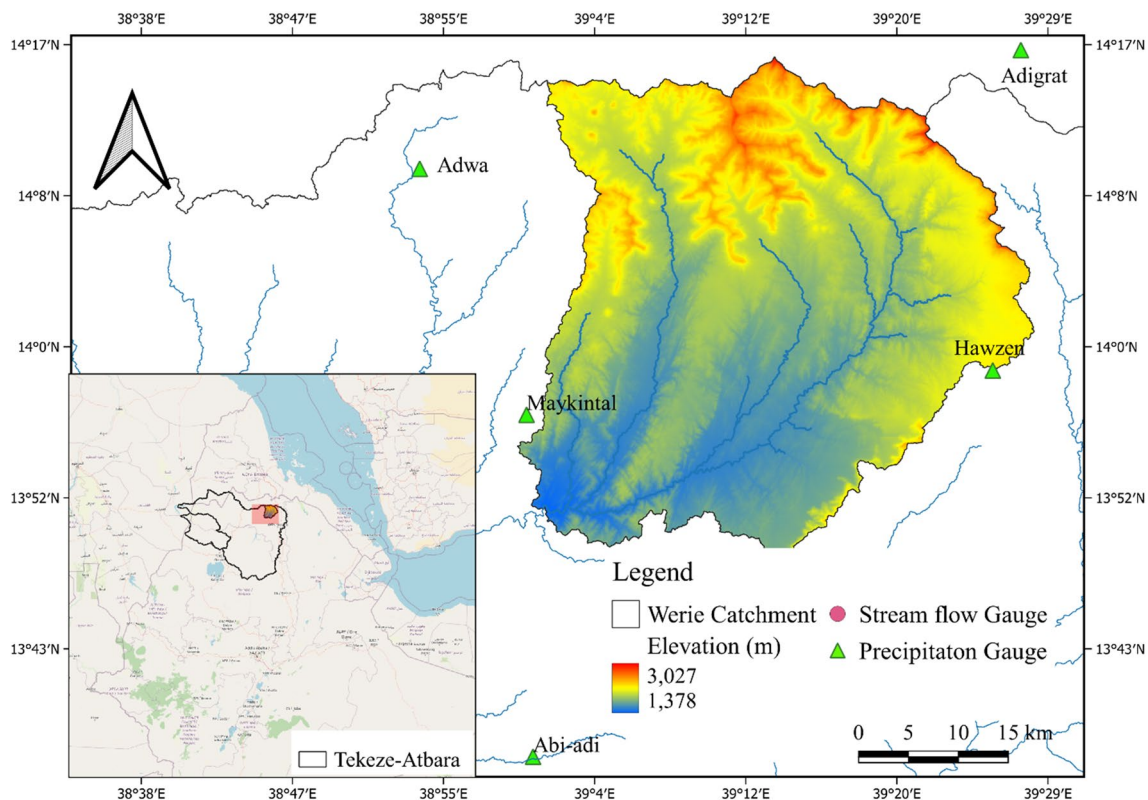 38°38'E 38°47'E 38°55'E 39°4'E 39°12'E 39°20'E 39°29'E
14°17'N 14°17'N
Adigrat
Adwa
14°8'N 14°8'N
14°0'N 14°0'N
Hawzen
Maykintal
13°52'N 13°52'N
Legend
Werie Catchment Stream flow Gauge
Elevation (m) Precipitaton Gauge
3,027
1,378
13°43'N 13°43'N
0 5 10 15 km
Abi-adi
Tekeze-Atbara
38°38'E 38°47'E 38°55'E 39°4'E 39°12'E 39°20'E 39°29'E